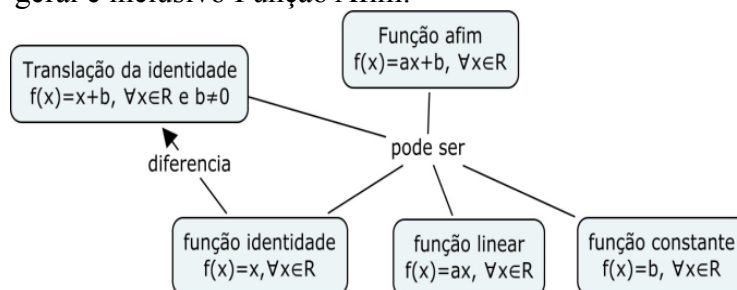 geral e inclusivo Função Afim.
Função afim
f(x)=ax+b, ∀x∈R
Translação da identidade
f(x)=x+b, ∀x∈R e b≠0
pode ser
diferencia
função identidade
f(x)=x,∀x∈R
função linear
f(x)=ax, ∀x∈R
função constante
f(x)=b, ∀x∈R